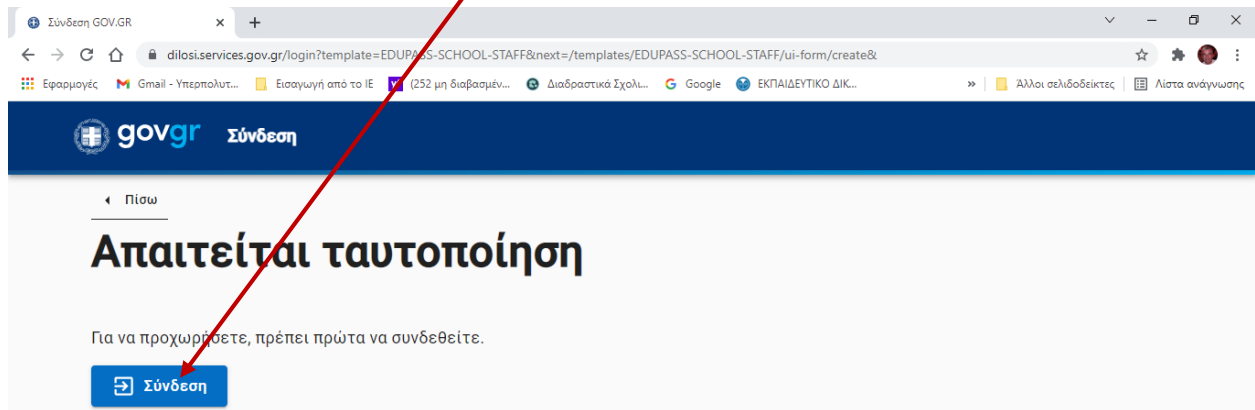 Σύνδεση GOV.GR
dilosi.services.gov.gr/login?template=EDUPASS-SCHOOL-STAFF&next=/templates/EDUPASS-SCHOOL-STAFF/ui-form/create&
Εφαρμογές Gmail - Υπερπολυτ... Εισαγωγή από το IE (252 μη διαβασμέν... Διαδραστικά Σχολι... Google ΕΚΠΑΙΔΕΥΤΙΚΟ ΔΙΚ... » Άλλοι σελιδοδείκτες Λίστα ανάγνωσης
govgr Σύνδεση
Πίσω
Απαιτείται ταυτοποίηση
Για να προχωρήσετε, πρέπει πρώτα να συνδεθείτε.
Σύνδεση